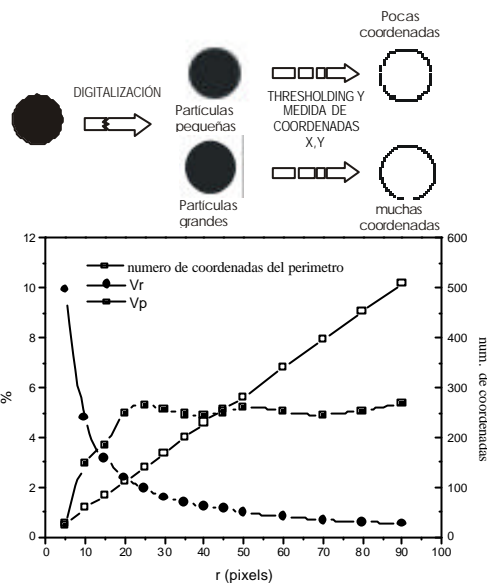 Pocas
coordenadas
DIGITALIZACIÓN
Partículas
pequeñas
THRESHOLDING Y
MEDIDA DE
COORDENADAS
X,Y
Partículas
grandes
muchas
coordenadas
12
10
8
6
4
2
0
%
numero de coordenadas del perimetro
Vr
Vp
600
500
400
300
200
100
0
num. de coordenadas
0 10 20 30 40 50 60 70 80 90 100
r (pixels)